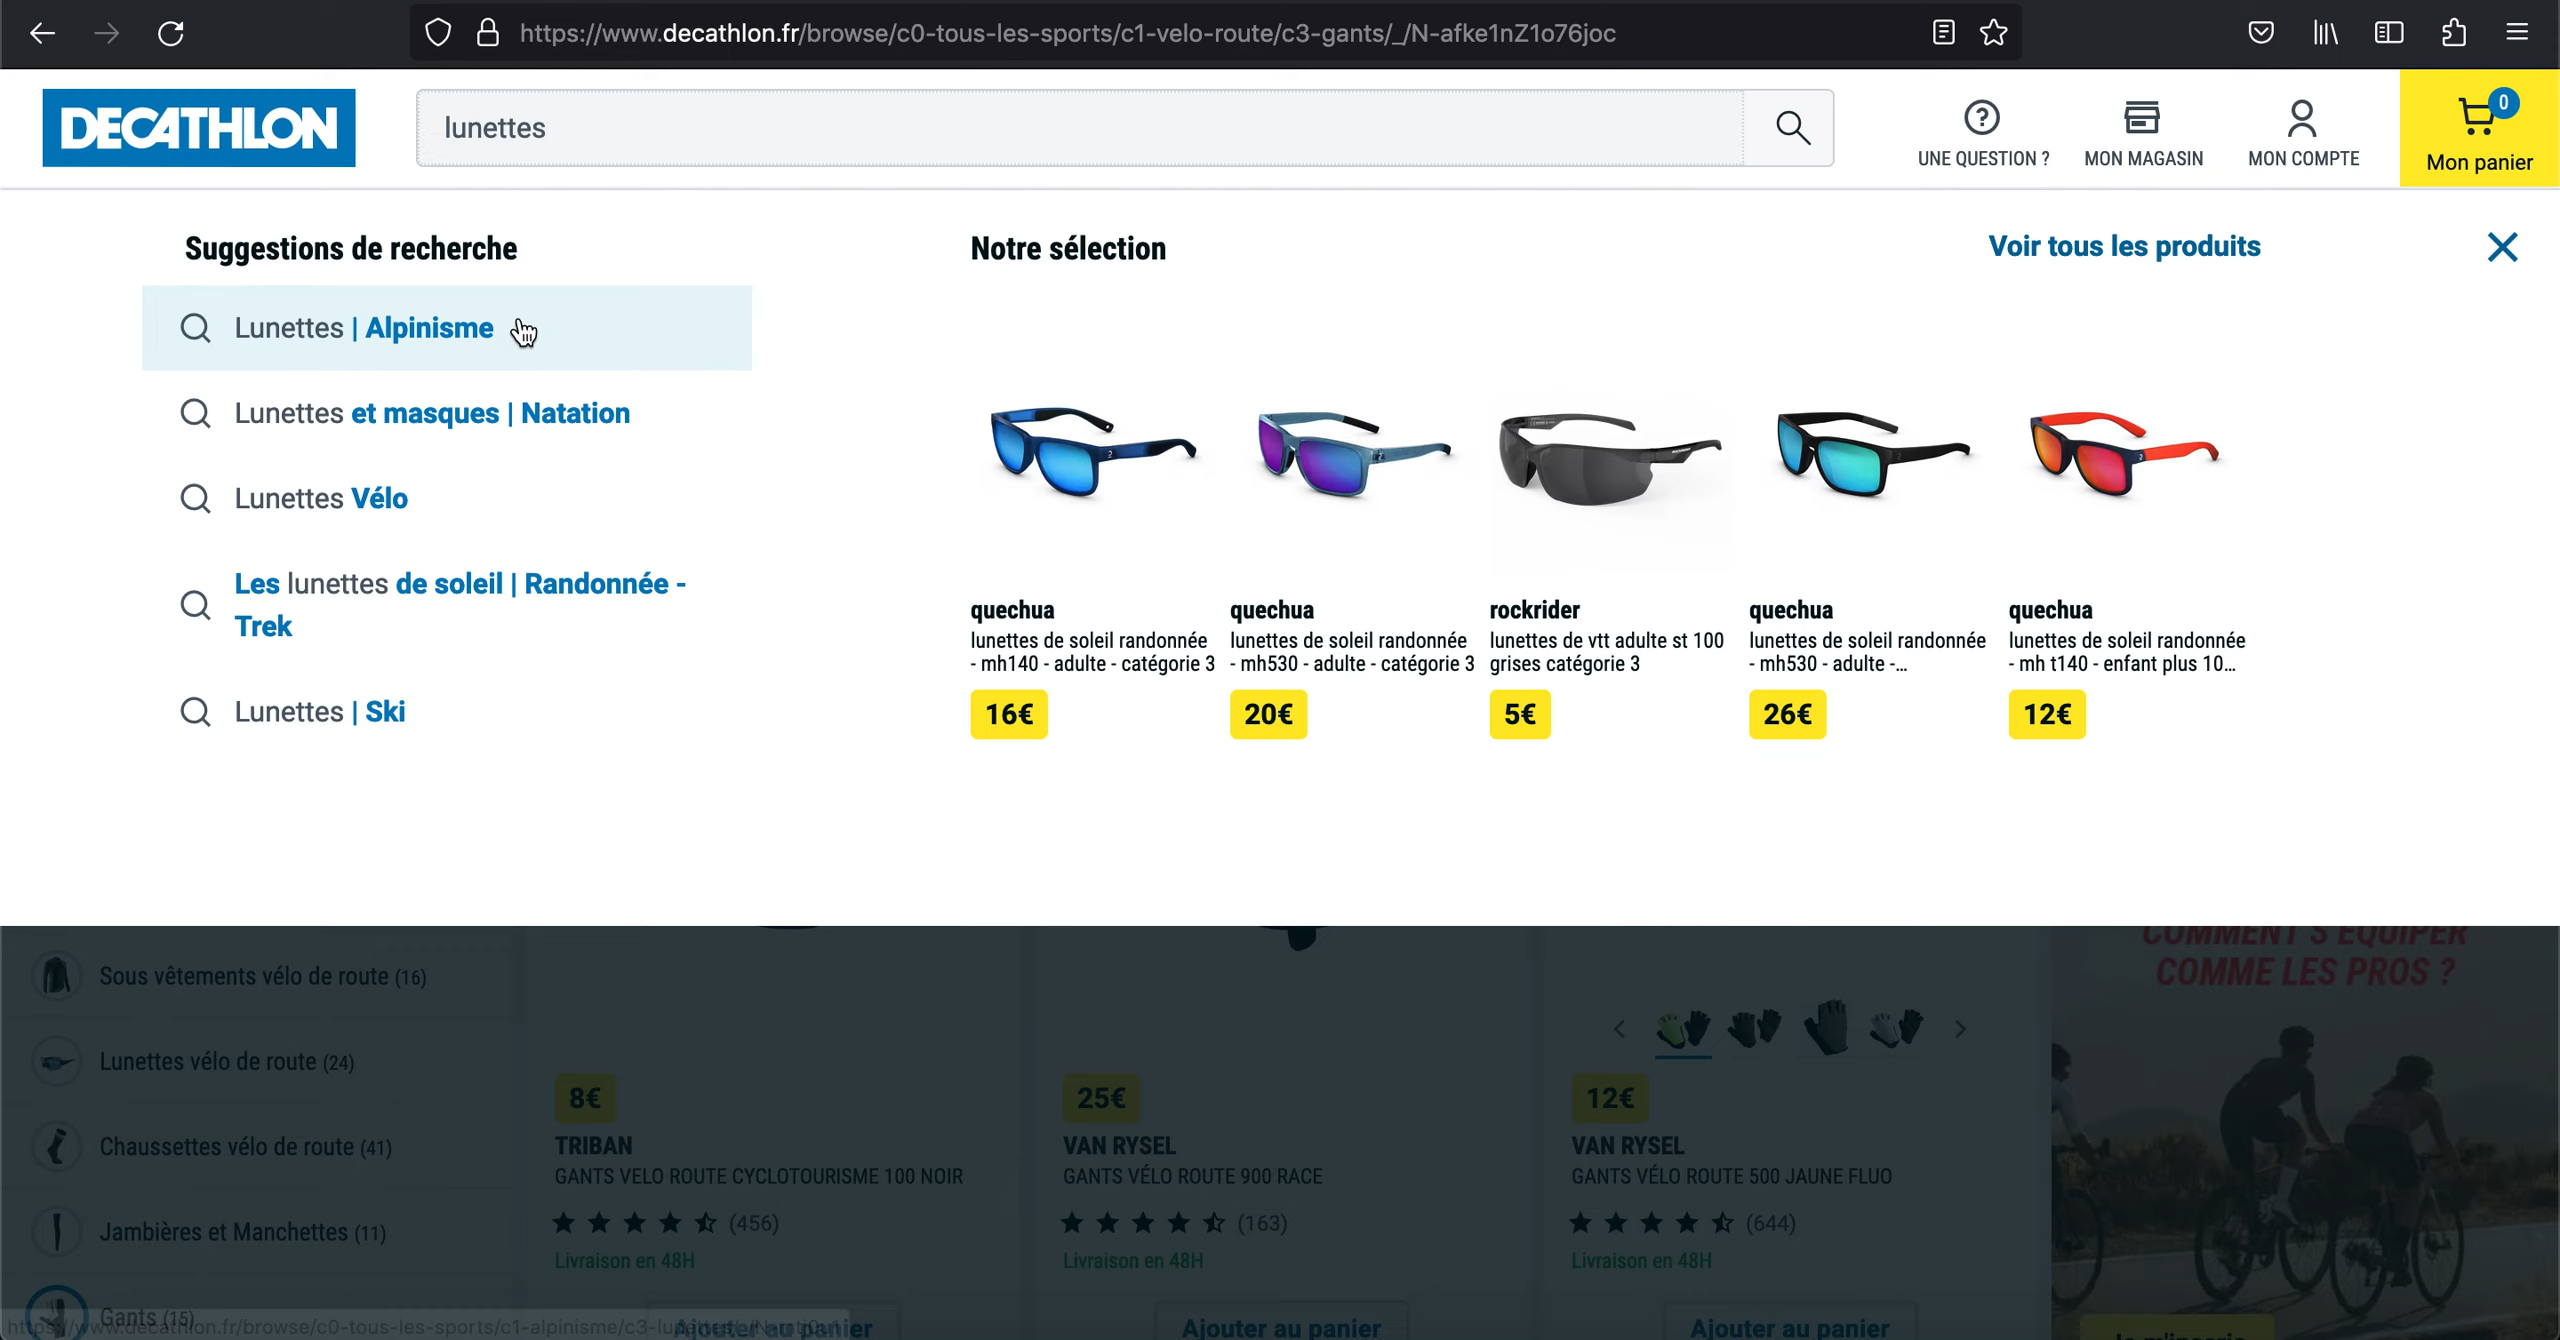 https://www.decathlon.fr/browse/c0-tous-les-sports/c1-velo-route/c3-gants/_/N-afke1nZ1o76joc
DECATHLON
lunettes
UNE QUESTION ?
MON MAGASIN
MON COMPTE
0
Mon panier
Suggestions de recherche
Lunettes | Alpinisme
Lunettes et masques | Natation
Lunettes Vélo
Les lunettes de soleil | Randonnée -
Trek
Lunettes | Ski
Notre sélection
Voir tous les produits
quechua
lunettes de soleil randonnée
- mh140 - adulte - catégorie 3
16€
quechua
lunettes de soleil randonnée
- mh530 - adulte - catégorie 3
20€
rockrider
lunettes de vtt adulte st 100
grises catégorie 3
5€
quechua
lunettes de soleil randonnée
- mh530 - adulte -...
26€
quechua
lunettes de soleil randonnée
- mh t140 - enfant plus 10...
12€
Sous vêtements vélo de route (16)
Lunettes vélo de route (24)
Chaussettes vélo de route (41)
Jambières et Manchettes (11)
Gants (15)
8€
TRIBAN
GANTS VELO ROUTE CYCLOTOURISME 100 NOIR
(456)
Livraison en 48H
Ajouter au panier
25€
VAN RYSEL
GANTS VÉLO ROUTE 900 RACE
(163)
Livraison en 48H
Ajouter au panier
12€
VAN RYSEL
GANTS VÉLO ROUTE 500 JAUNE FLUO
(644)
Livraison en 48H
Ajouter au panier
COMMENT S'EQUIPER
COMME LES PROS ?
https://www.decathlon.fr/browse/c0-tous-les-sports/c1-alpinisme/c3-lunettes